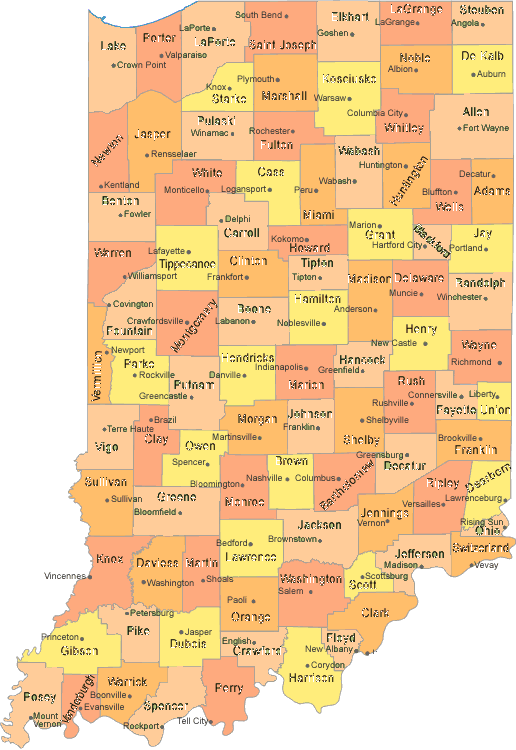 LaGrange
Steuben
Elkhart
South Bend
LaPorte
Porter
LaPorte
LaGrange
Angola
Goshen
Lake
Saint Joseph
Valparaiso
Crown Point
Noble
De Kalb
Albion
Auburn
Plymouth
Kosciusko
Knox
Starke
Marshall
Warsaw
Columbia City
Allen
Pulaski
Winamac
Rochester
Whitley
Fort Wayne
Jasper
Newton
Fulton
Wabash
Rensselaer
Huntington
Huntington
White
Cass
Decatur
Kentland
Monticello
Logansport
Peru
Wabash
Bluffton
Adams
Benton
Wells
Fowler
Miami
Delphi
Marion
Blackford
Carroll
Grant
Jay
Kokomo
Hartford City
Portland
Howard
Warren
Lafayette
Clinton
Tippecanoe
Tipton
Williamsport
Frankfort
Tipton
Madison
Delaware
Randolph
Muncie
Winchester
Hamilton
Covington
Boone
Anderson
Montgomery
Crawfordsville
Lebanon
Noblesville
Fountain
Henry
Newport
New Castle
Wayne
Hendricks
Hancock
Parke
Vermilion
Rockville
Danville
Indianapolis
Greenfield
Richmond
Putnam
Marion
Rush
Greencastle
Connersville
Liberty
Rushville
Fayette
Union
Johnson
Morgan
Brazil
Franklin
Shelbyville
Terre Haute
Martinsville
Shelby
Brookville
Vigo
Clay
Owen
Greensburg
Franklin
Spencer
Brown
Decatur
Bartholomew
Dearborn
Sullivan
Bloomington
Nashville
Columbus
Ripley
Sullivan
Greene
Lawrenceburg
Monroe
Versailles
Bloomfield
Jennings
Vernon
Rising Sun
Jackson
Ohio
Bedford
Brownstown
Switzerland
Knox
Daviess
Martin
Lawrence
Jefferson
Madison
Vevay
Vincennes
Washington
Shoals
Washington
Scottsburg
Scott
Salem
Paoli
Petersburg
Clark
Orange
Pike
Jasper
Princeton
Dubois
English
Floyd
Gibson
Crawford
New Albany
Corydon
Harrison
Posey
Vanderburgh
Warrick
Perry
Boonville
Spencer
Mount
Vernon
Evansville
Tell City
Rockport